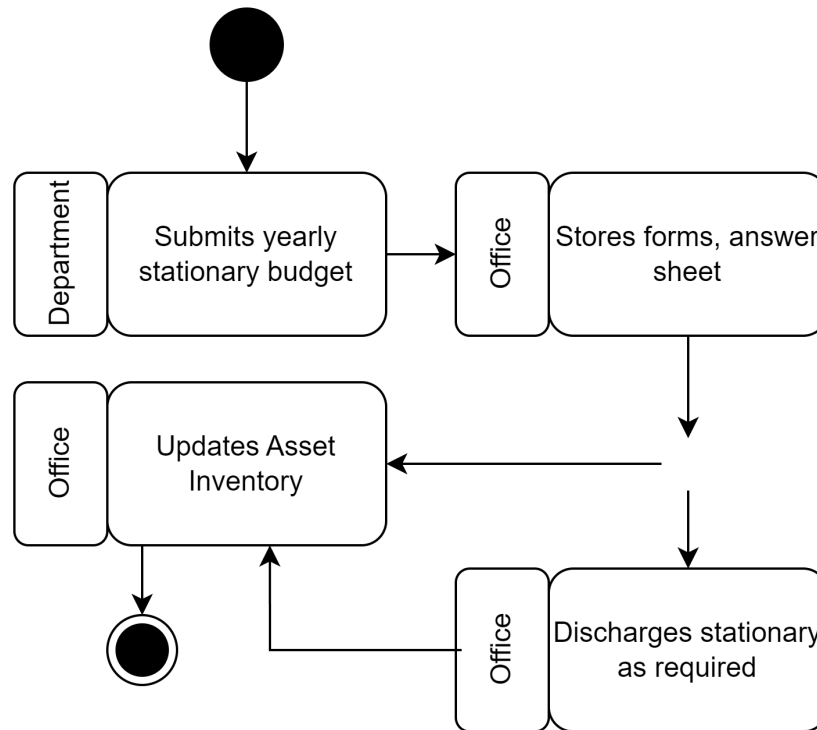 Department
Submits yearly
stationary budget
Office
Stores forms, answer
sheet
Office
Updates Asset
Inventory
Office
Discharges stationary
as required